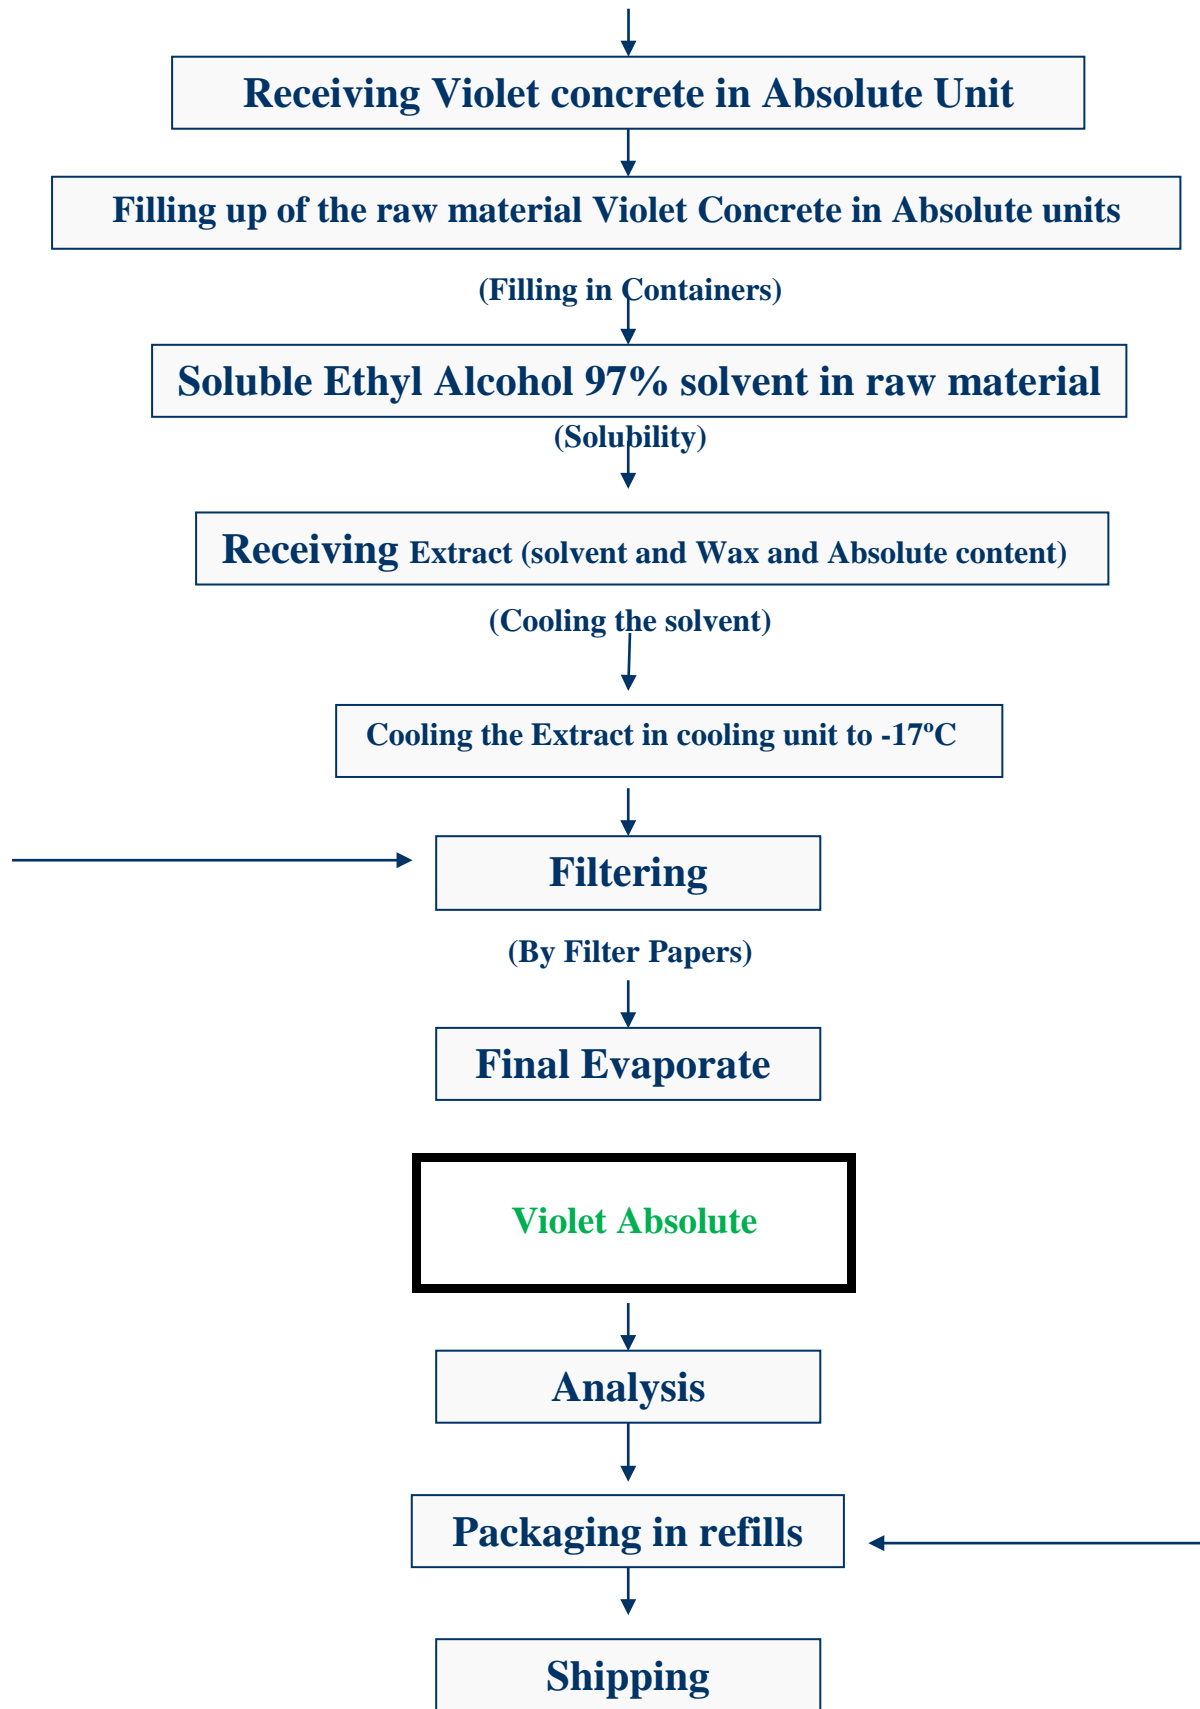 Receiving Violet concrete in Absolute Unit
Filling up of the raw material Violet Concrete in Absolute units
(Filling in Containers)
Soluble Ethyl Alcohol 97% solvent in raw material
(Solubility)
Receiving Extract (solvent and Wax and Absolute content)
(Cooling the solvent)
Cooling the Extract in cooling unit to -17ºC
Filtering
(By Filter Papers)
Final Evaporate
Violet Absolute
Analysis
Packaging in refills
Shipping